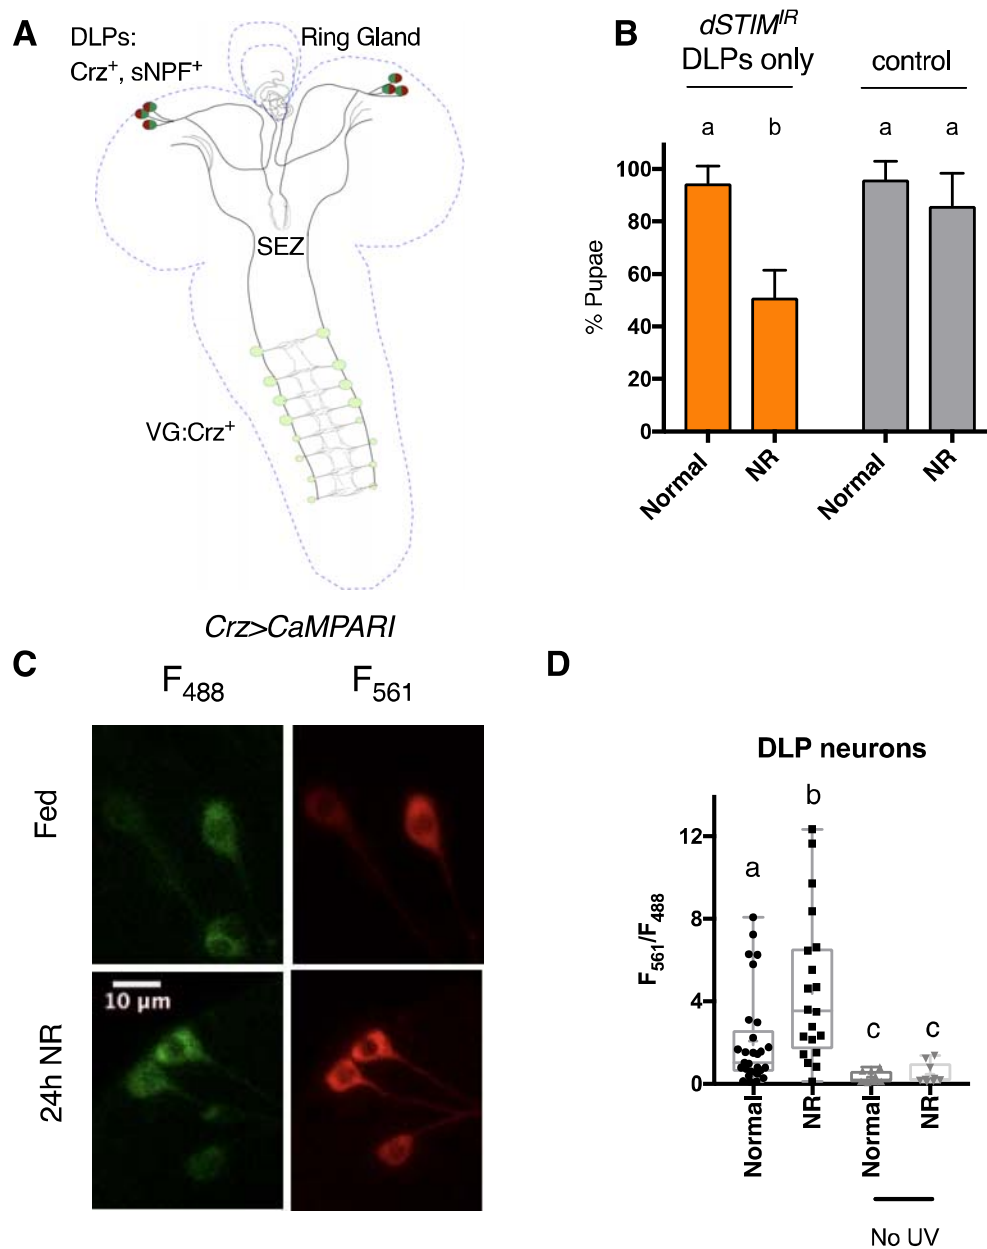 A
DLPs:
Crz+, sNPF+
Ring Gland
SEZ
VG:Crz+
B
dSTIM^IR
DLPs only
control
a
b
a
a
% Pupae
100
80
60
40
20
0
Normal
NR
Normal
NR
Crz>CaMPARI
C
F488
F561
Fed
24h NR
10 µm
D
DLP neurons
a
b
c
c
F561/F488
12
8
4
0
Normal
NR
Normal
NR
No UV